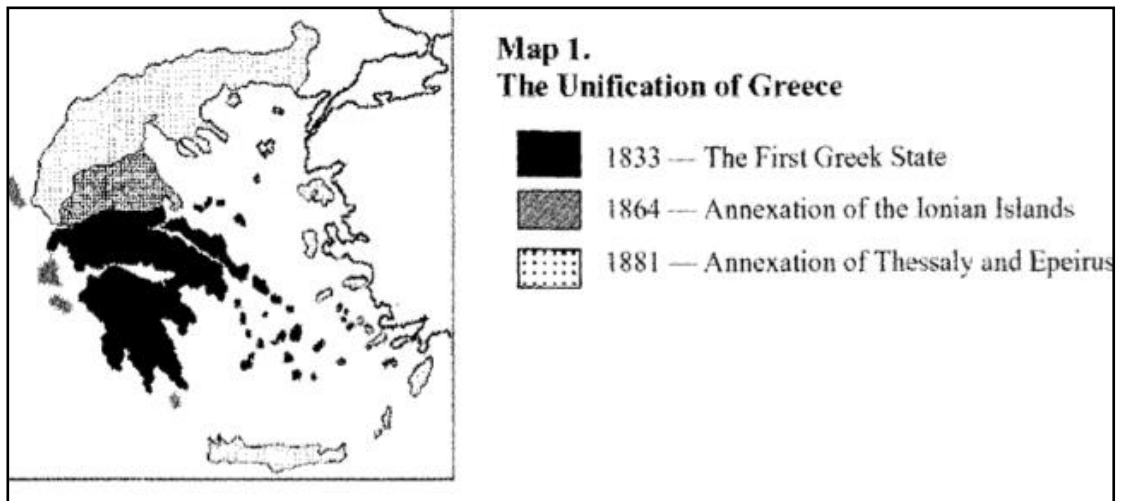 Map 1.
The Unification of Greece
1833 — The First Greek State
1864 — Annexation of the Ionian Islands
1881 — Annexation of Thessaly and Epeirus